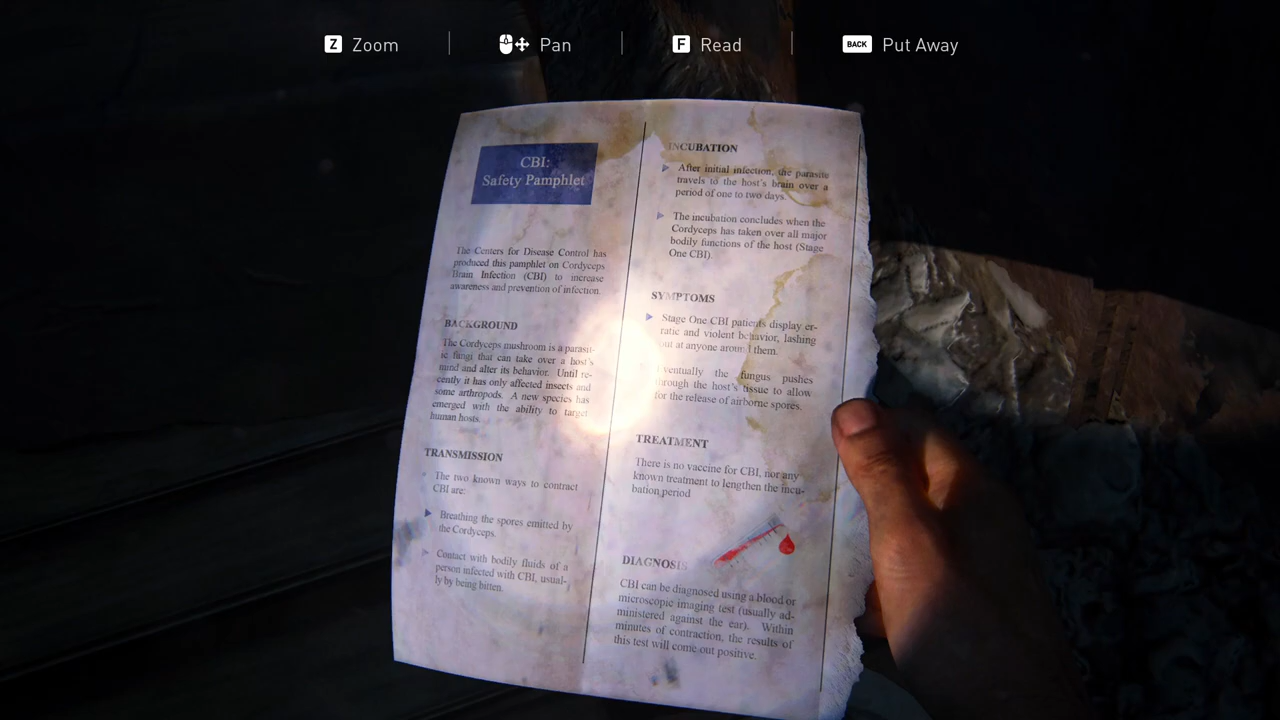 Z Zoom
Pan
F Read
BACK Put Away
CBI:
Safety Pamphlet
The Centers for Disease Control has
produced this pamphlet on Cordyceps
Brain Infection (CBI) to increase
awareness and prevention of infection.
BACKGROUND
The Cordyceps mushroom is a parasit-
ic fungi that can take over a host's
mind and alter its behavior. Until re-
cently it has only affected insects and
some arthropods. A new species has
emerged with the ability to target
human hosts.
TRANSMISSION
The two known ways to contract
CBI are:
Breathing the spores emitted by
the Cordyceps.
Contact with bodily fluids of a
person infected with CBI, usual-
ly by being bitten.
INCUBATION
After initial infection, the parasite
travels to the host's brain over a
period of one to two days.
The incubation concludes when the
Cordyceps has taken over all major
bodily functions of the host (Stage
One CBI).
SYMPTOMS
Stage One CBI patients display er-
ratic and violent behavior, lashing
out at anyone around them.
Eventually the fungus pushes
through the host's tissue to allow
for the release of airborne spores.
TREATMENT
There is no vaccine for CBI, nor any
known treatment to lengthen the incu-
bation period
DIAGNOSIS
CBI can be diagnosed using a blood or
microscopic imaging test (usually ad-
ministered against the ear). Within
minutes of contraction, the results of
this test will come out positive.